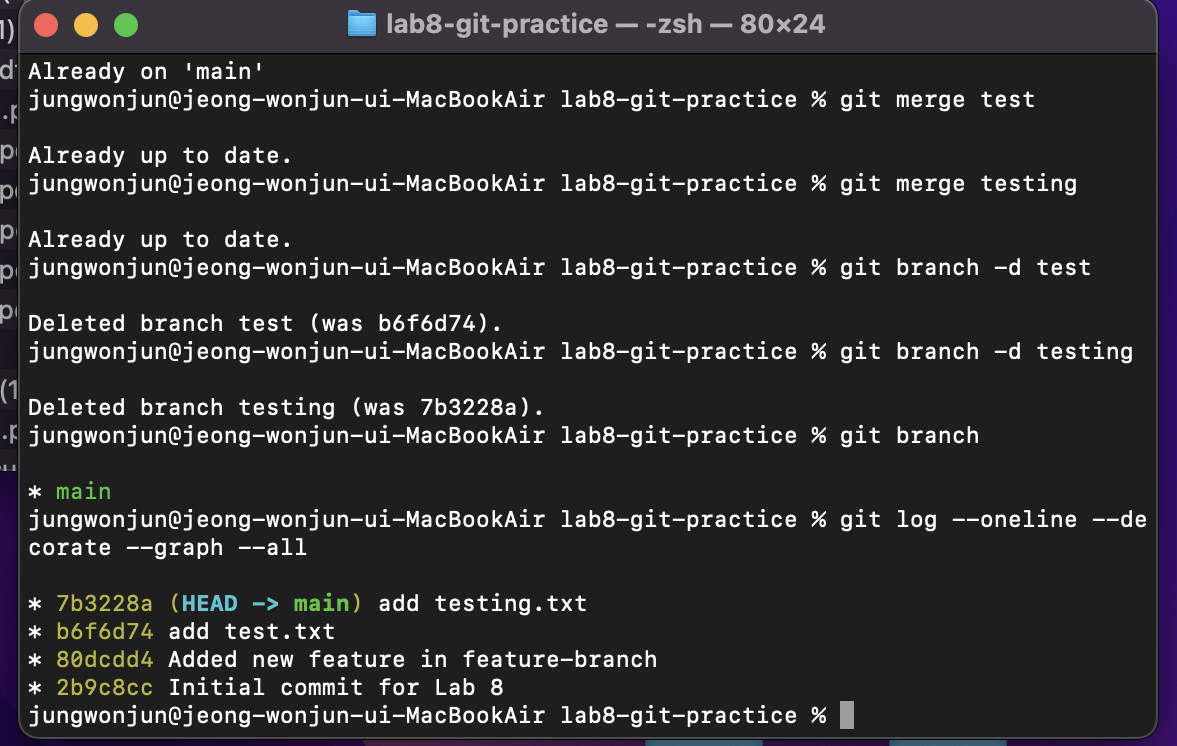 lab8-git-practice — -zsh — 80×24
Already on 'main'
jungwonjun@jeong-wonjun-ui-MacBookAir lab8-git-practice % git merge test
Already up to date.
jungwonjun@jeong-wonjun-ui-MacBookAir lab8-git-practice % git merge testing
Already up to date.
jungwonjun@jeong-wonjun-ui-MacBookAir lab8-git-practice % git branch -d test
Deleted branch test (was b6f6d74).
jungwonjun@jeong-wonjun-ui-MacBookAir lab8-git-practice % git branch -d testing
Deleted branch testing (was 7b3228a).
jungwonjun@jeong-wonjun-ui-MacBookAir lab8-git-practice % git branch
* main
jungwonjun@jeong-wonjun-ui-MacBookAir lab8-git-practice % git log --oneline --de
corate --graph --all
* 7b3228a (HEAD -> main) add testing.txt
* b6f6d74 add test.txt
* 80dcdd4 Added new feature in feature-branch
* 2b9c8cc Initial commit for Lab 8
jungwonjun@jeong-wonjun-ui-MacBookAir lab8-git-practice %